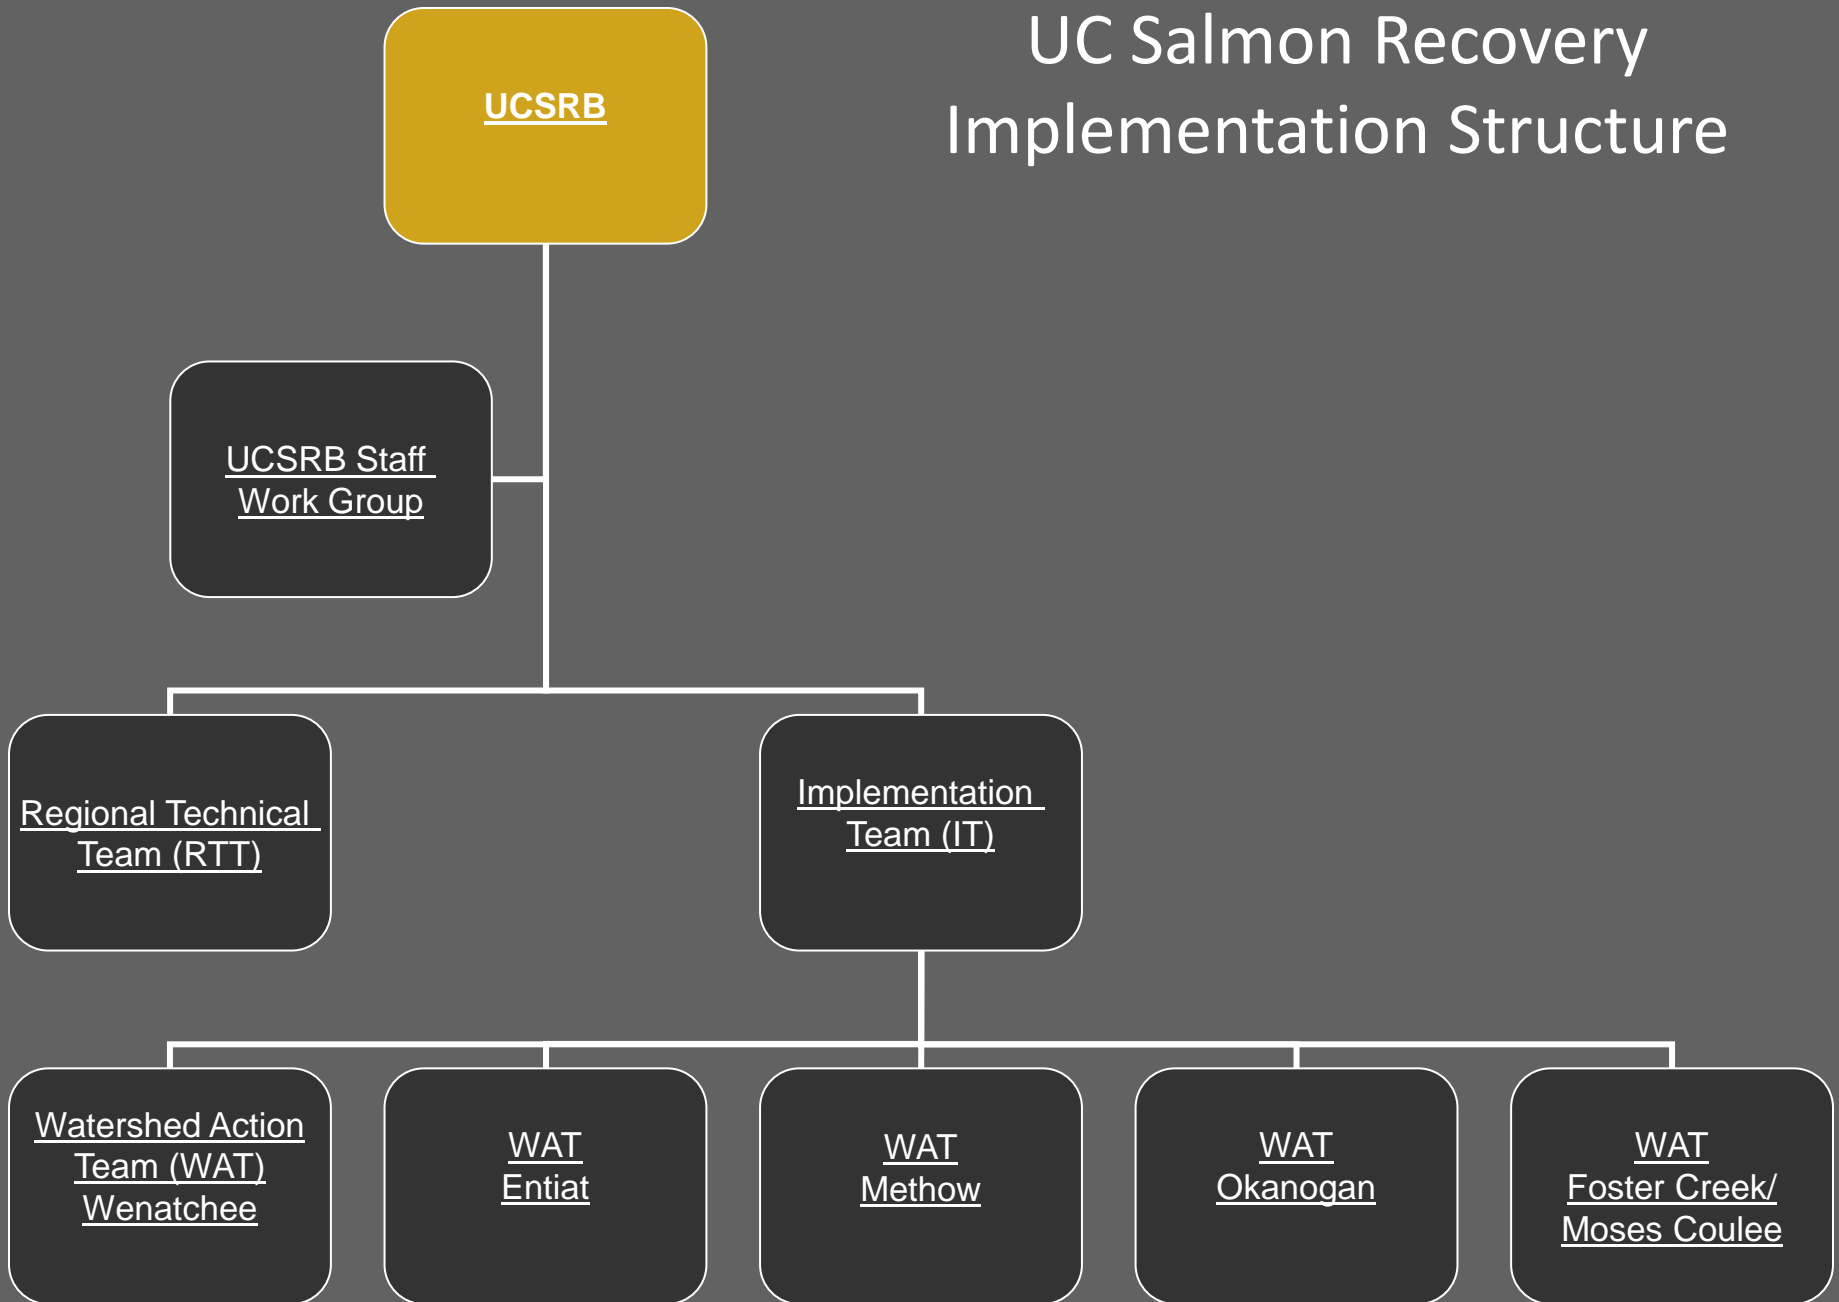 UC Salmon Recovery
Implementation Structure
UCSRB
UCSRB Staff
Work Group
Regional Technical
Team (RTT)
Implementation
Team (IT)
Watershed Action
Team (WAT)
Wenatchee
WAT
Entiat
WAT
Methow
WAT
Okanogan
WAT
Foster Creek/
Moses Coulee